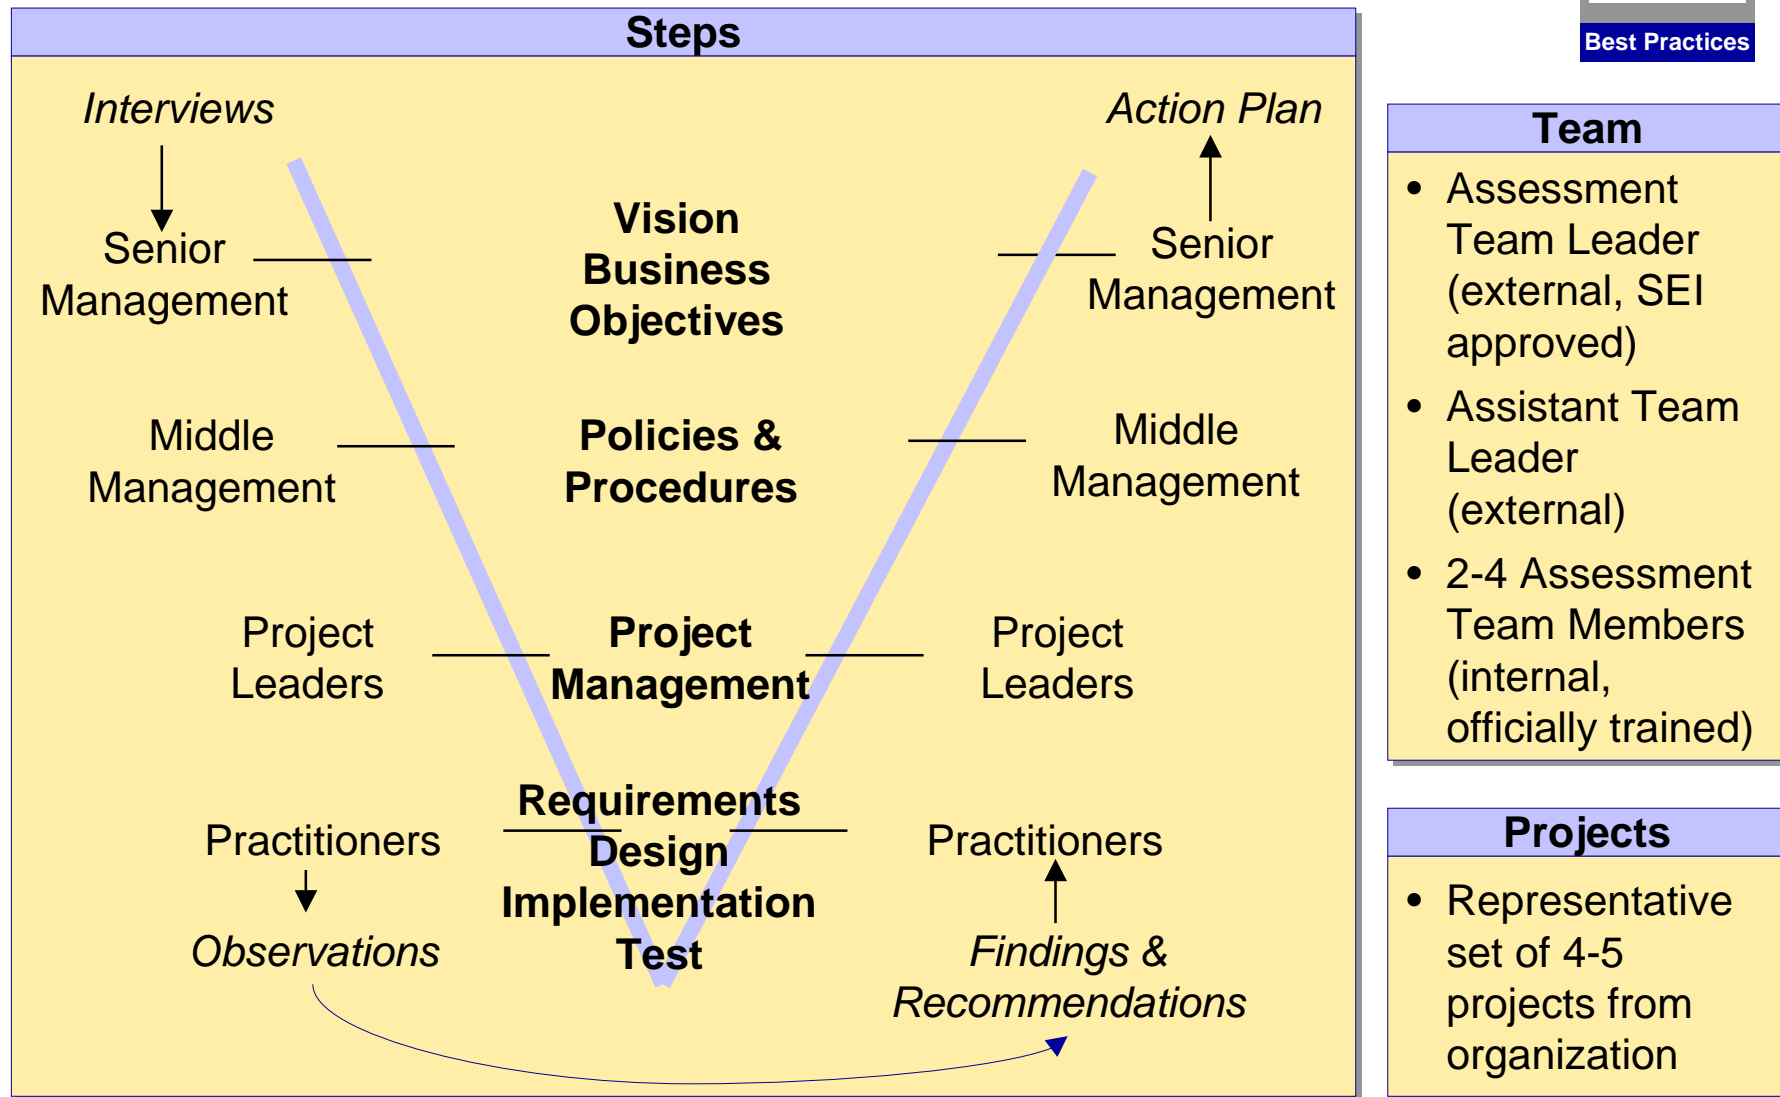 Steps
Best Practices
Interviews
Action Plan
Senior
Management
Vision
Business
Objectives
Senior
Management
Middle
Management
Policies &
Procedures
Middle
Management
Project
Leaders
Project
Management
Project
Leaders
Practitioners
Requirements
Design
Implementation
Test
Practitioners
Observations
Findings &
Recommendations
Team
• Assessment
Team Leader
(external, SEI
approved)
• Assistant Team
Leader
(external)
• 2-4 Assessment
Team Members
(internal,
officially trained)
Projects
• Representative
set of 4-5
projects from
organization